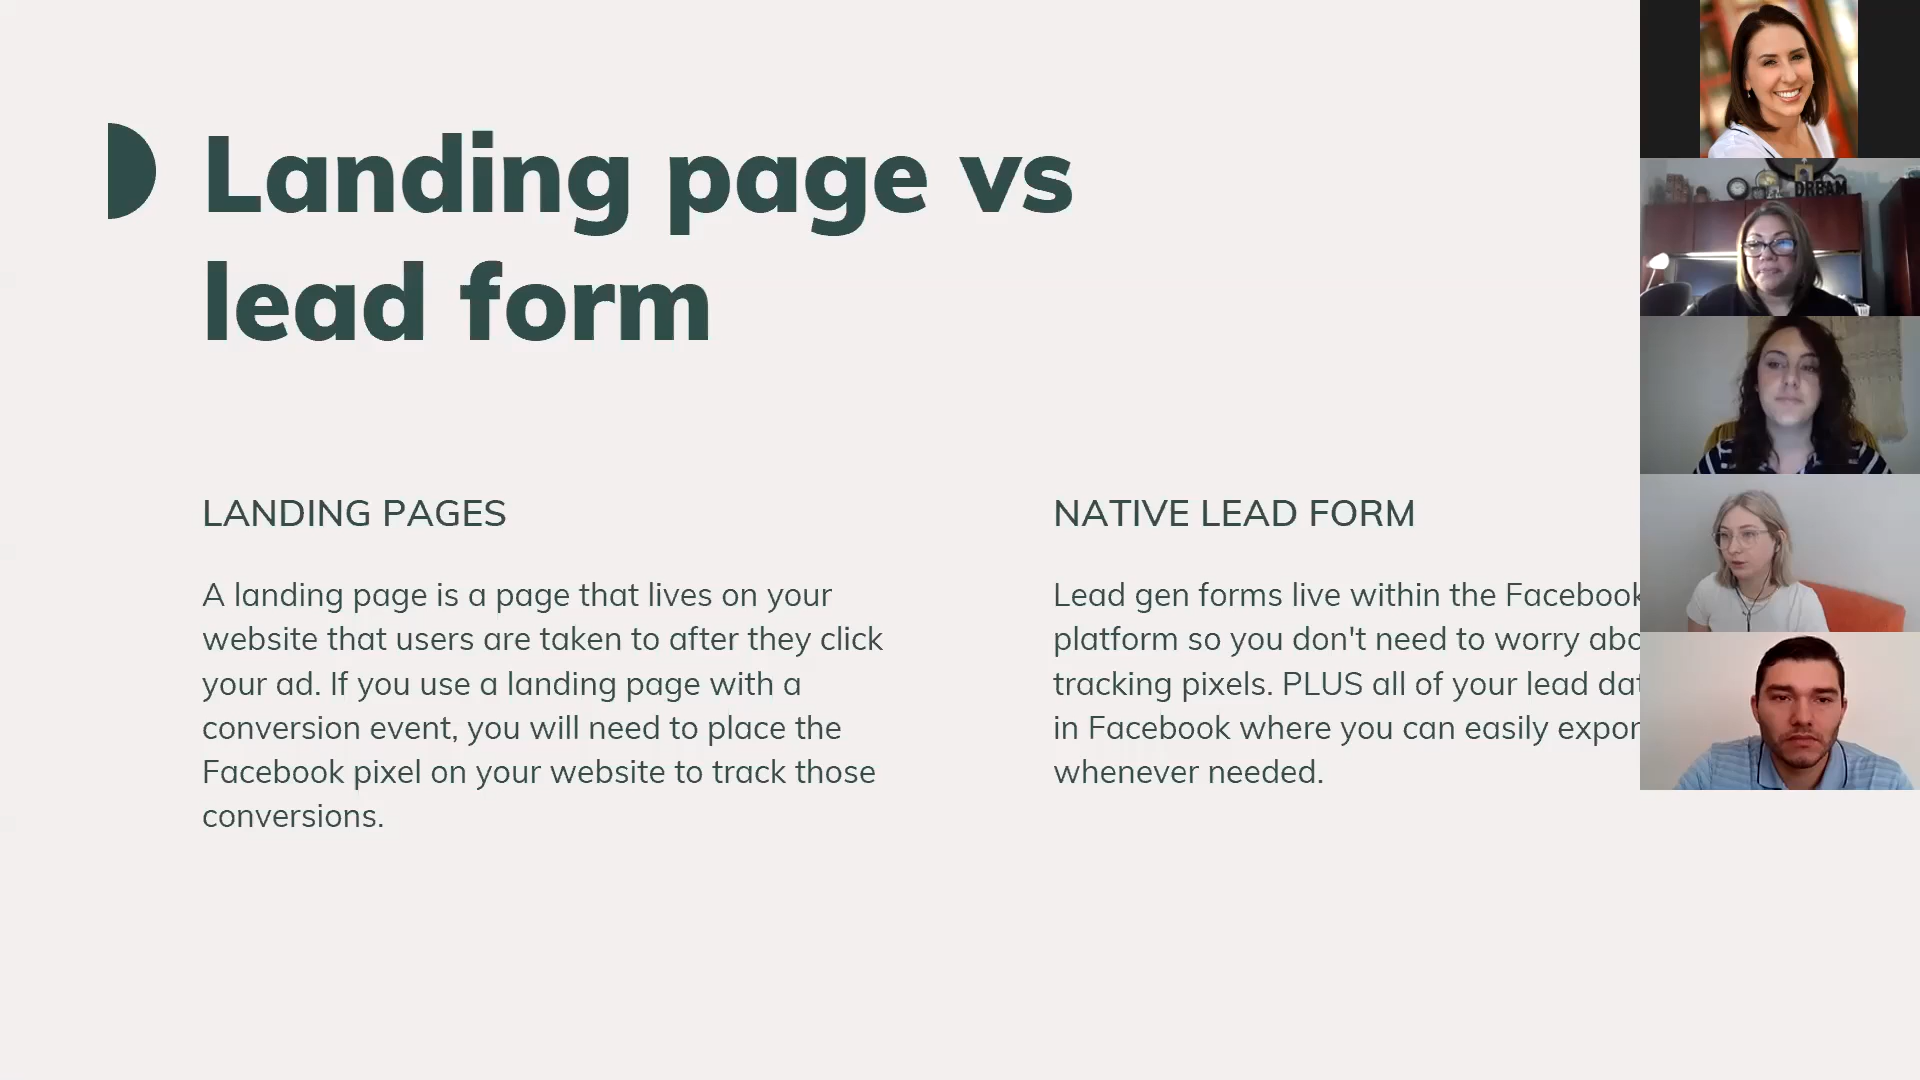 Landing page vs
lead form
LANDING PAGES
A landing page is a page that lives on your
website that users are taken to after they click
your ad. If you use a landing page with a
conversion event, you will need to place the
Facebook pixel on your website to track those
conversions.
NATIVE LEAD FORM
Lead gen forms live within the Facebook
platform so you don't need to worry
tracking pixels. PLUS all of your lead
in Facebook where you can easily
whenever needed.
DREAM